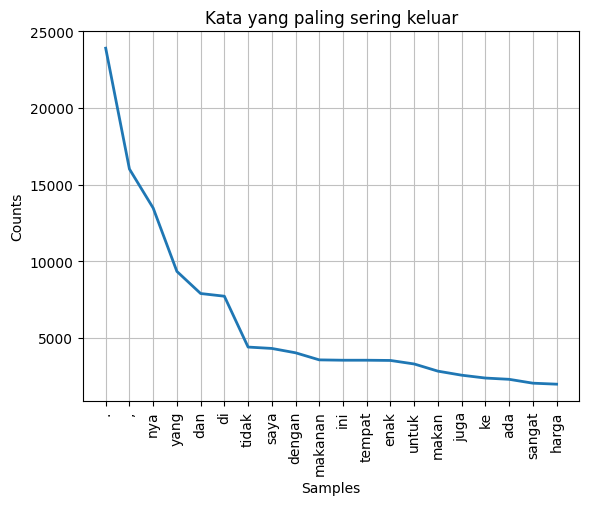 Kata yang paling sering keluar
25000
20000
15000
10000
5000
Counts
.
,
nya
yang
dan
di
tidak
saya
dengan
makanan
ini
tempat
enak
untuk
makan
juga
ke
ada
sangat
harga
Samples